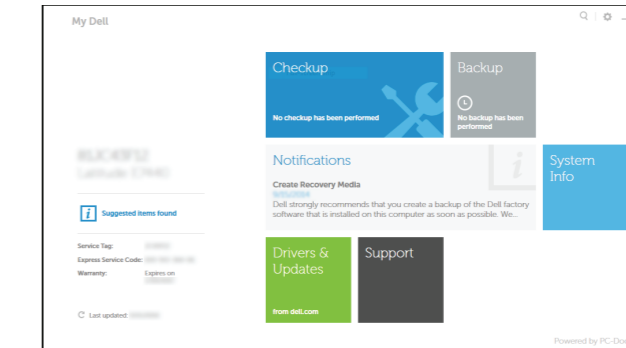 My Dell
Checkup
No checkup has been performed
Backup
No backup has been
performed
Notifications
Create Recovery Media
Dell strongly recommends that you create a backup of the Dell factory
software that is installed on this computer as soon as possible. We...
System
Info
Suggested items found
Service Tag:
Express Service Code:
Warranty: Expires on
Last updated:
Drivers &
Updates
from dell.com
Support
Powered by PC-Doc